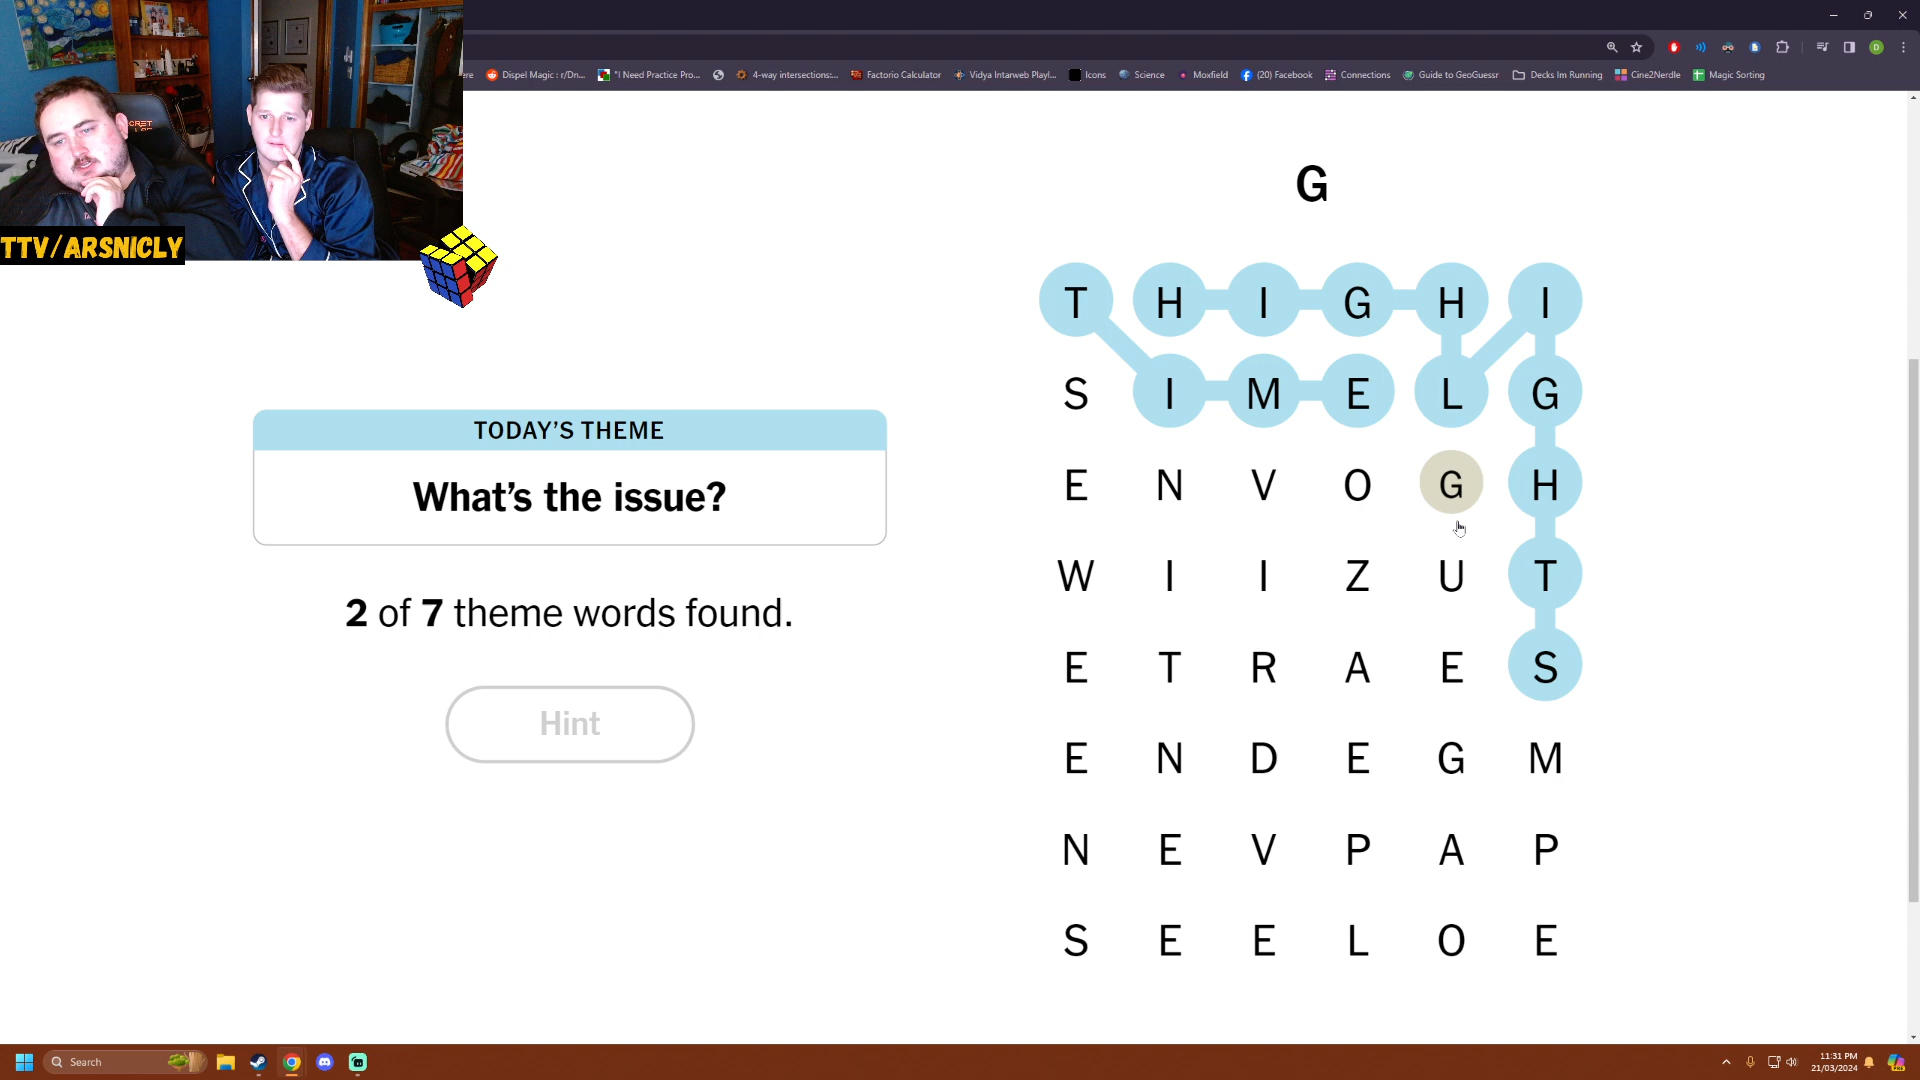 ere
Dispel Magic : r/Dn...
"I Need Practice Pro...
4-way intersections:...
Factorio Calculator
Vidya Intarweb Playl...
Icons
Science
Moxfield
(20) Facebook
Connections
Guide to GeoGuessr
Decks Im Running
Cine2Nerdle
Magic Sorting
TTV/ARSNICLY
TODAY'S THEME
What's the issue?
2 of 7 theme words found.
Hint
G
T H I G H I
S I M E L G
E N V O G H
W I I Z U T
E T R A E S
E N D E G M
N E V P A P
S E E L O E
Search
11:31 PM
21/03/2024